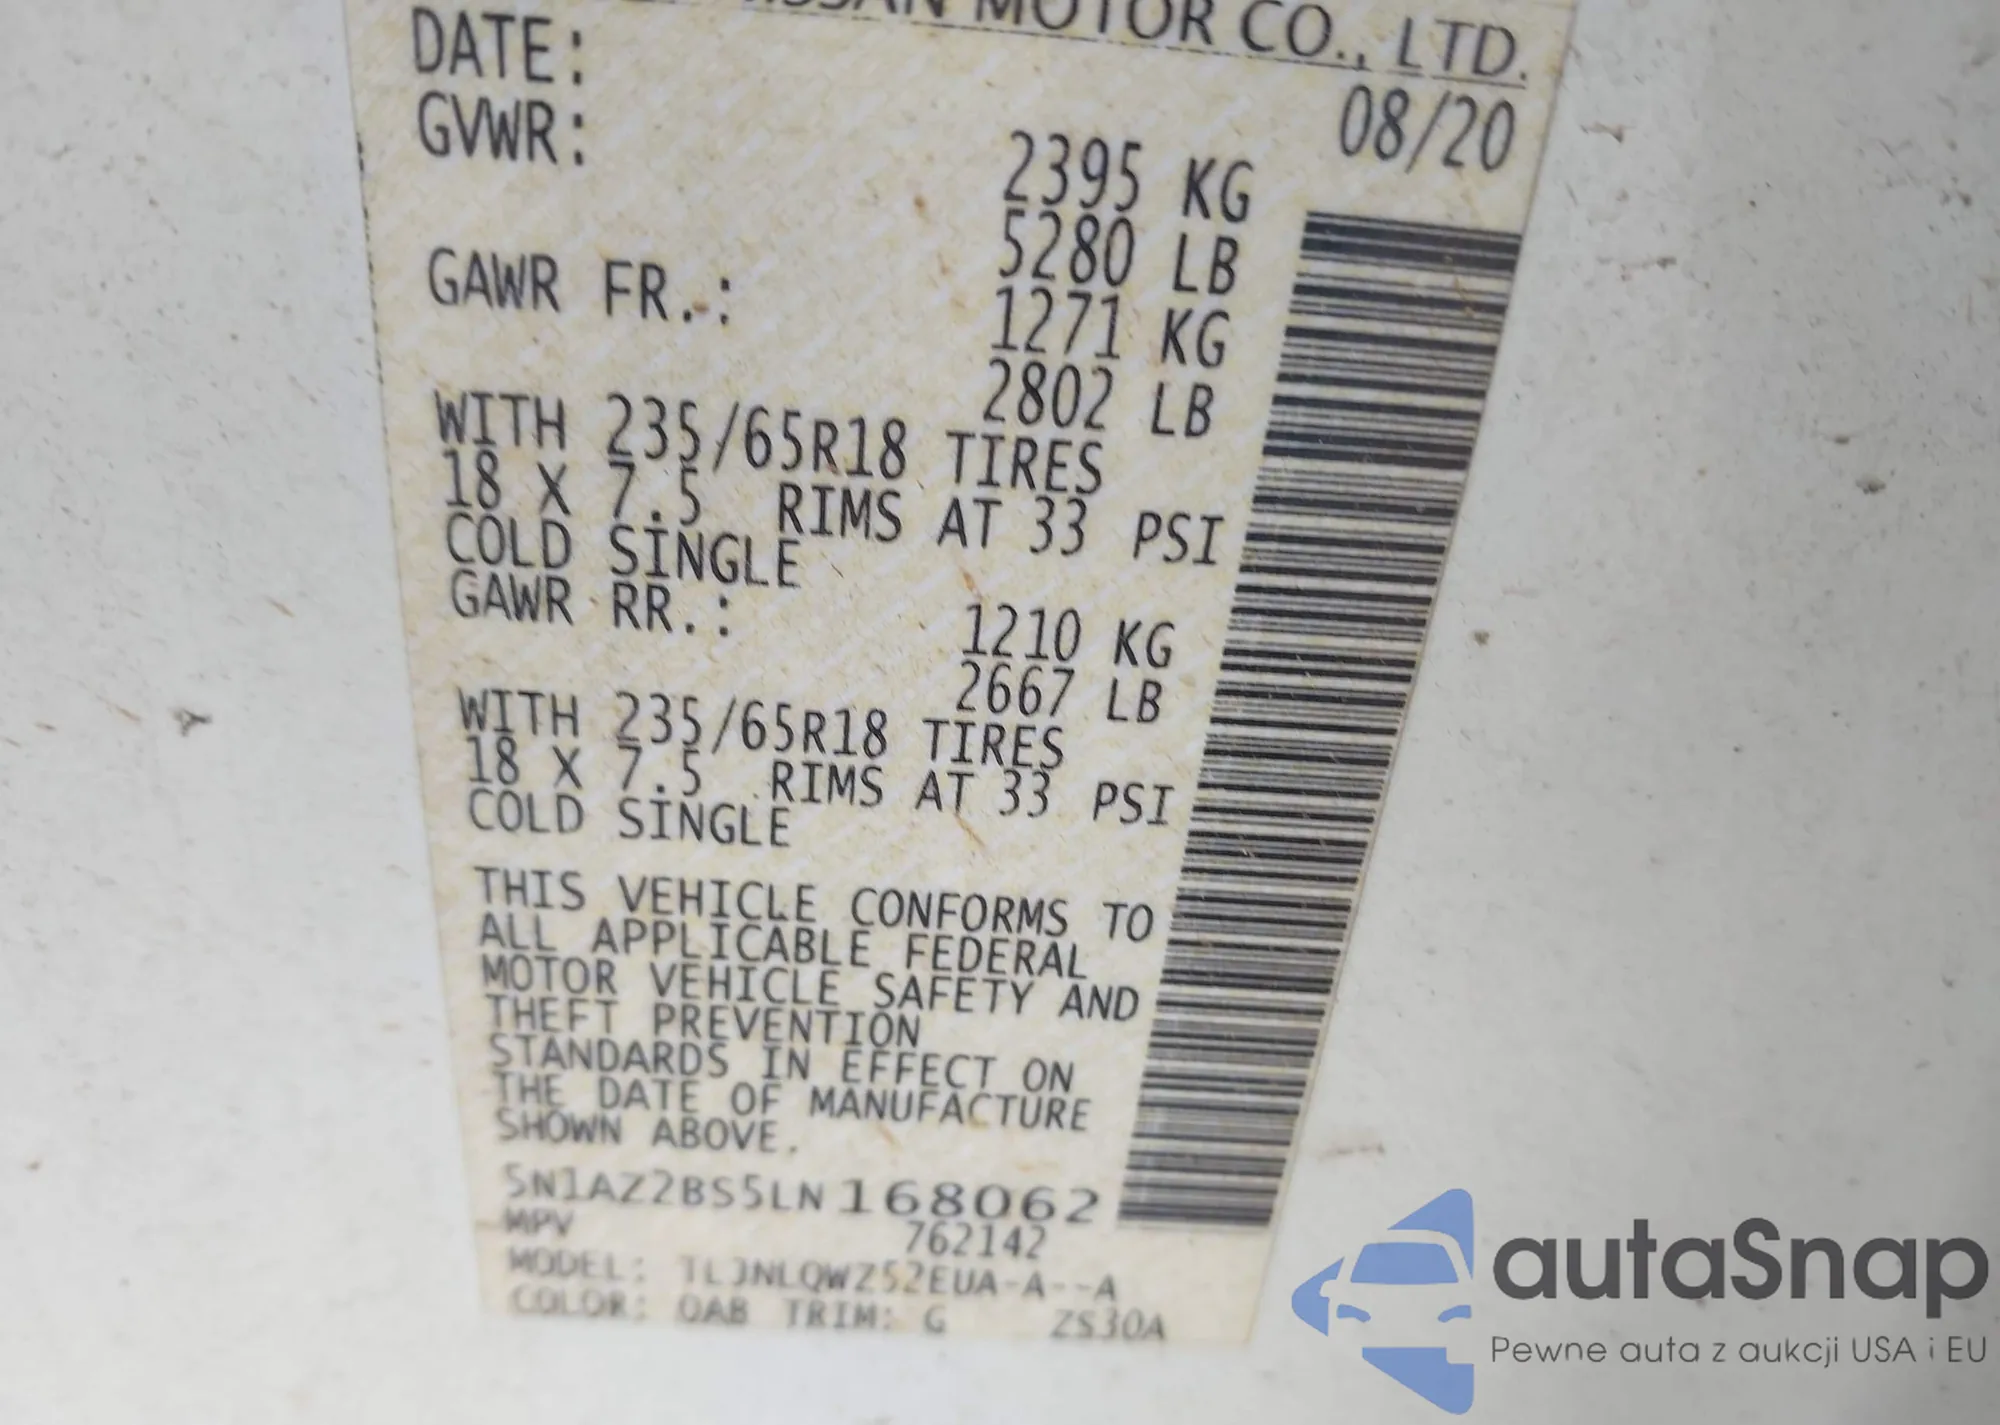 MOTOR CO., LTD.
DATE: 08/20
GVWR: 2395 KG
5280 LB
GAWR FR.: 1271 KG
2802 LB
WITH 235/65R18 TIRES
18 X 7.5 RIMS AT 33 PSI
COLD SINGLE
GAWR RR.: 1210 KG
2667 LB
WITH 235/65R18 TIRES
18 X 7.5 RIMS AT 33 PSI
COLD SINGLE
THIS VEHICLE CONFORMS TO
ALL APPLICABLE FEDERAL
MOTOR VEHICLE SAFETY AND
THEFT PREVENTION
STANDARDS IN EFFECT ON
THE DATE OF MANUFACTURE
SHOWN ABOVE.
5N1AZ2BS5LN168062
MPV 762142
MODEL: TLJNLQWZ52EUA-A--A
COLOR: QAB TRIM: G ZS30A
autaSnap
Pewne auta z aukcji USA i EU